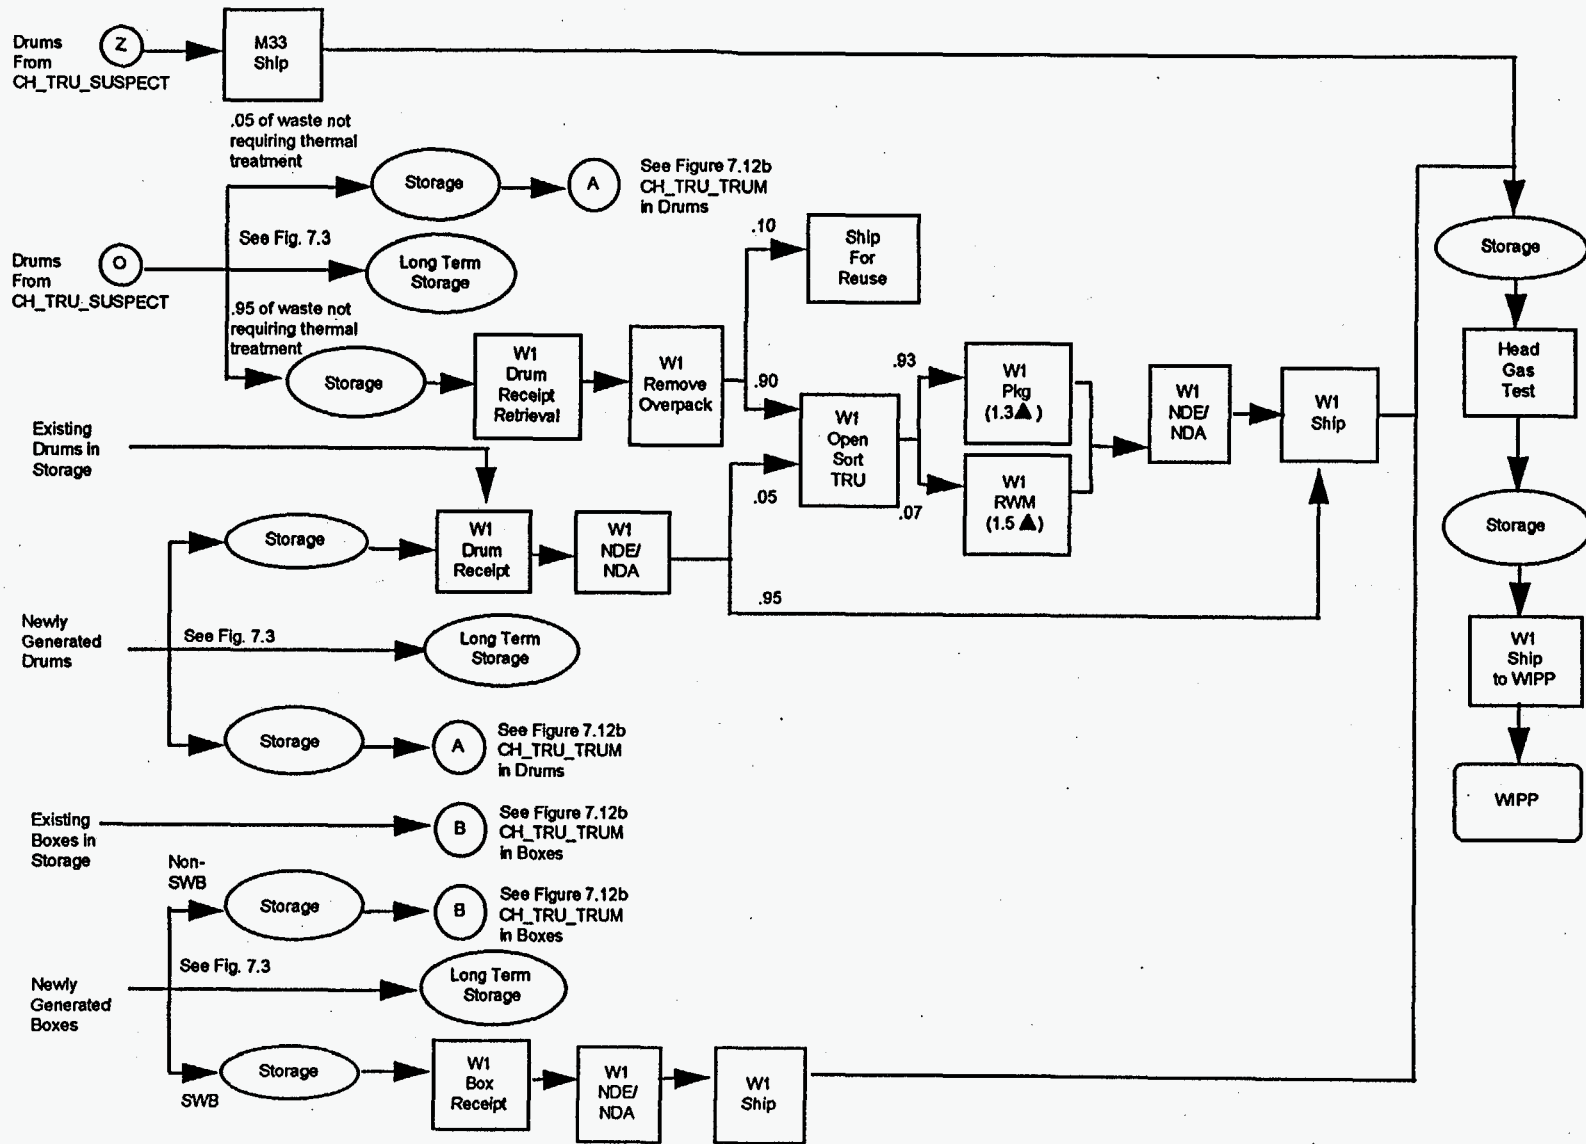 Drums
From
CH_TRU_SUSPECT
Z
M33
Ship
.05 of waste not
requiring thermal
treatment
Storage
A
See Figure 7.12b
CH_TRU_TRUM
in Drums
Drums
From
CH_TRU_SUSPECT
O
See Fig. 7.3
Long Term
Storage
.95 of waste not
requiring thermal
treatment
Storage
W1
Drum
Receipt
Retrieval
W1
Remove
Overpack
.10
Ship
For
Reuse
.90
W1
Open
Sort
TRU
.93
W1
Pkg
(1.3▲ )
.07
W1
RWM
(1.5 ▲)
W1
NDE/
NDA
W1
Ship
Storage
Head
Gas
Test
Storage
W1
Ship
to WIPP
WIPP
Existing
Drums in
Storage
Storage
W1
Drum
Receipt
W1
NDE/
NDA
.05
.95
Newly
Generated
Drums
See Fig. 7.3
Long Term
Storage
Storage
A
See Figure 7.12b
CH_TRU_TRUM
in Drums
Existing
Boxes in
Storage
B
See Figure 7.12b
CH_TRU_TRUM
in Boxes
Non-
SWB
Storage
B
See Figure 7.12b
CH_TRU_TRUM
in Boxes
Newly
Generated
Boxes
See Fig. 7.3
Long Term
Storage
SWB
Storage
W1
Box
Receipt
W1
NDE/
NDA
W1
Ship